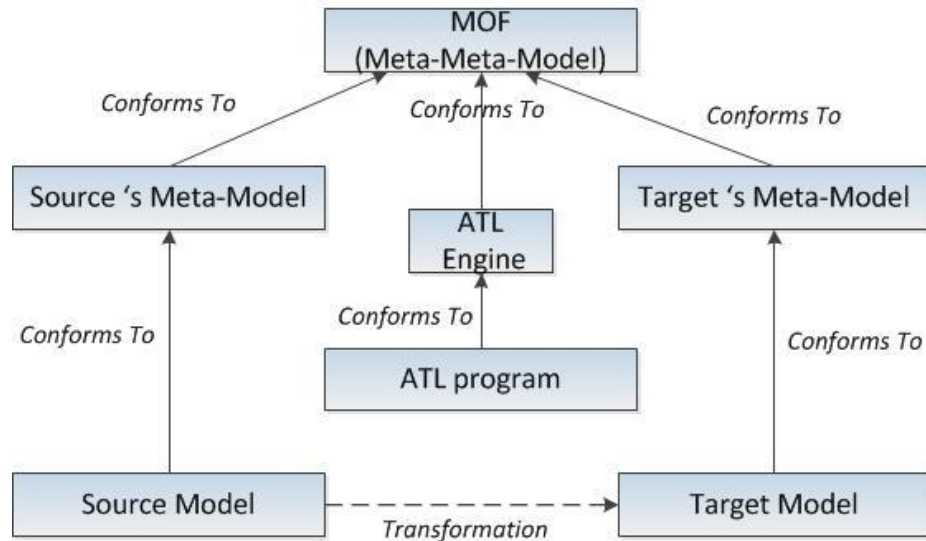 MOF
(Meta-Meta-Model)
Conforms To
Conforms To
Conforms To
Source ‘s Meta-Model
Target ‘s Meta-Model
ATL
Engine
Conforms To
Conforms To
Conforms To
ATL program
Source Model
Target Model
Transformation